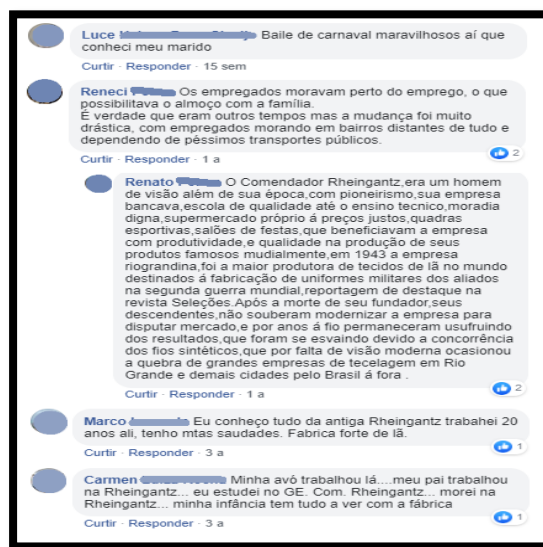 Luce Baile de carnaval maravilhosos aí que
conheci meu marido
Curtir · Responder · 15 sem
Reneci Os empregados moravam perto do emprego, o que
possibilitava o almoço com a família.
É verdade que eram outros tempos mas a mudança foi muito
drástica, com empregados morando em bairros distantes de tudo e
dependendo de péssimos transportes públicos.
2
Curtir · Responder · 1 a
Renato O Comendador Rheingantz,era um homem
de visão além de sua época,com pioneirismo,sua empresa
bancava,escola de qualidade até o ensino tecnico,moradia
digna,supermercado próprio á preços justos,quadras
esportivas,salões de festas,que beneficiavam a empresa
com produtividade,e qualidade na produção de seus
produtos famosos mudialmente,em 1943 a empresa
riograndina,foi a maior produtora de tecidos de lã no mundo
destinados á fabricação de uniformes militares dos aliados
na segunda guerra mundial,reportagem de destaque na
revista Seleções.Após a morte de seu fundador,seus
descendentes,não souberam modernizar a empresa para
disputar mercado,e por anos á fio permaneceram usufruindo
dos resultados,que foram se esvaindo devido a concorrência
dos fios sintéticos,que por falta de visão moderna ocasionou
a quebra de grandes empresas de tecelagem em Rio
Grande e demais cidades pelo Brasil á fora .
2
Curtir · Responder · 1 a
Marco Eu conheço tudo da antiga Rheingantz trabahei 20
anos ali, tenho mtas saudades. Fabrica forte de lã.
1
Curtir · Responder · 3 a
Carmen Minha avó trabalhou lá....meu pai trabalhou
na Rheingantz... eu estudei no GE. Com. Rheingantz... morei na
Rheingantz... minha infância tem tudo a ver com a fábrica
1
Curtir · Responder · 3 a